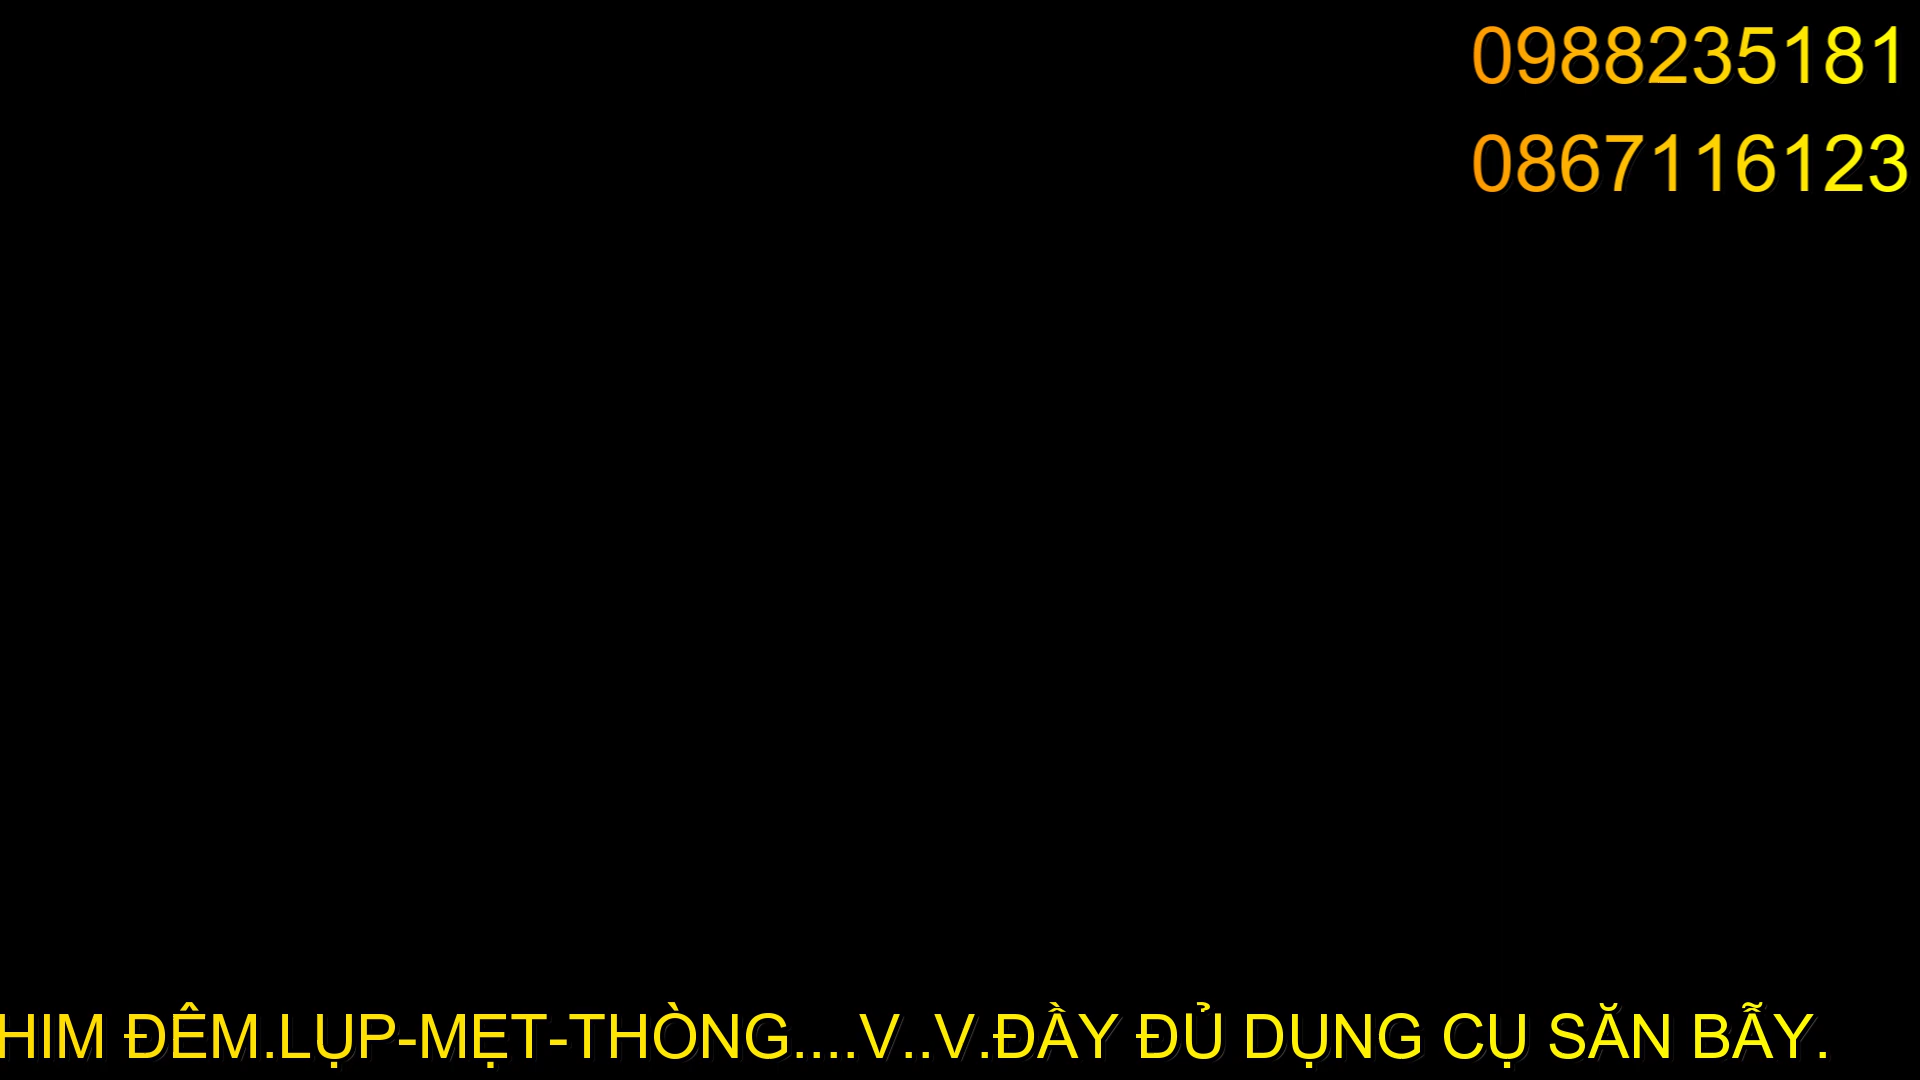 0988235181
0867116123
HIM ĐÊM.LỤP-MẸT-THÒNG....V..V.ĐẦY ĐỦ DỤNG CỤ SĂN BẪY.